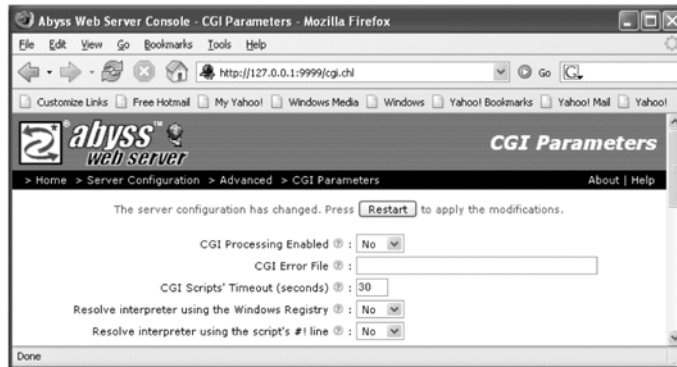 Abyss Web Server Console - CGI Parameters - Mozilla Firefox
File Edit View Go Bookmarks Tools Help
http://127.0.0.1:9999/cgi.chl Go G
Customize Links Free Hotmail My Yahoo! Windows Media Windows Yahoo! Bookmarks Yahoo! Mail Yahoo!
abyss™
web server
CGI Parameters
> Home > Server Configuration > Advanced > CGI Parameters About | Help
The server configuration has changed. Press Restart to apply the modifications.
CGI Processing Enabled ? : No
CGI Error File ? :
CGI Scripts' Timeout (seconds) ? : 30
Resolve interpreter using the Windows Registry ? : No
Resolve interpreter using the script's #! line ? : No
Done